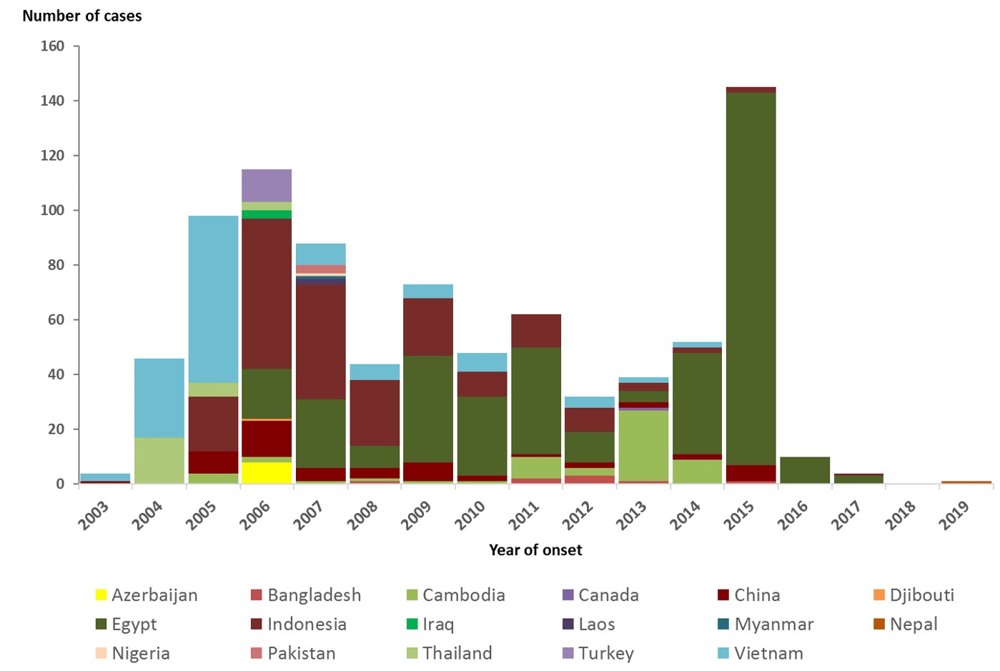 Number of cases
160
140
120
100
80
60
40
20
0
2003 2004 2005 2006 2007 2008 2009 2010 2011 2012 2013 2014 2015 2016 2017 2018 2019
Year of onset
Azerbaijan Bangladesh Cambodia Canada China Djibouti
Egypt Indonesia Iraq Laos Myanmar Nepal
Nigeria Pakistan Thailand Turkey Vietnam